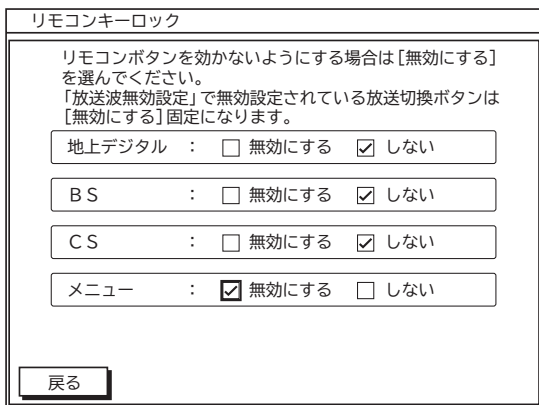 リモコンキーロック
リモコンボタンを効かないようにする場合は[無効にする]
を選んでください。
「放送波無効設定」で無効設定されている放送切換ボタンは
[無効にする]固定になります。
地上デジタル : □ 無効にする ☑ しない
BS : □ 無効にする ☑ しない
CS : □ 無効にする ☑ しない
メニュー : ☑ 無効にする □ しない
戻る